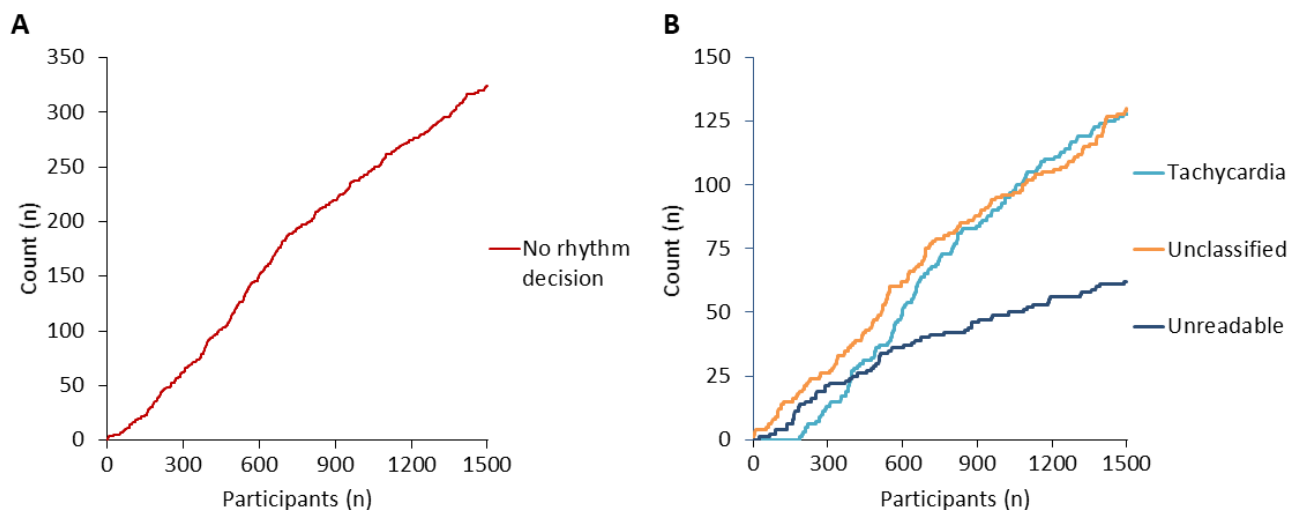 A
350
300
250
200
150
100
50
0
Count (n)
0 300 600 900 1200 1500
Participants (n)
No rhythm
decision
B
150
125
100
75
50
25
0
Count (n)
0 300 600 900 1200 1500
Participants (n)
Tachycardia
Unclassified
Unreadable